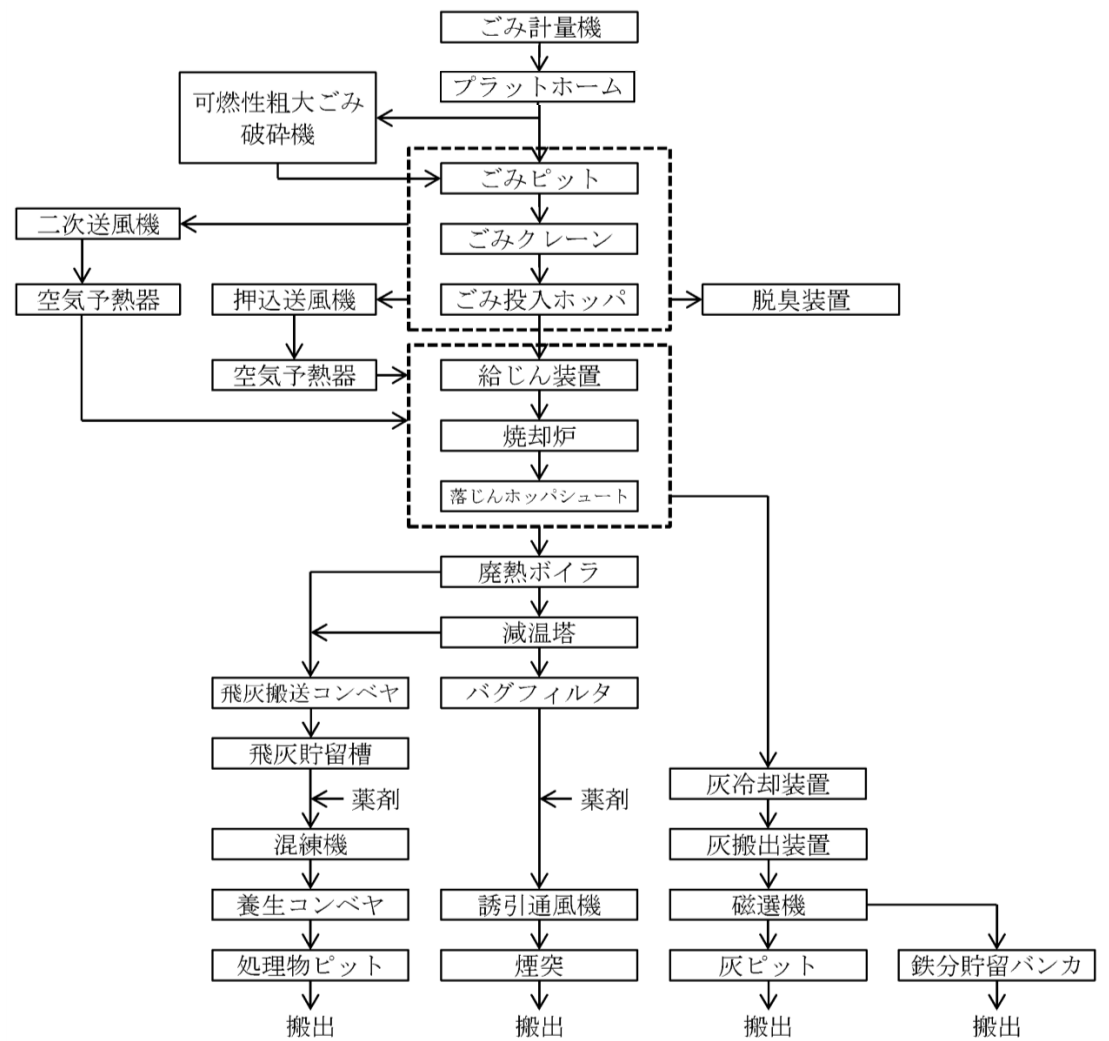 ごみ計量機
プラットホーム
可燃性粗大ごみ
破砕機
ごみピット
二次送風機
ごみクレーン
空気予熱器
押込送風機
ごみ投入ホッパ
脱臭装置
空気予熱器
給じん装置
焼却炉
落じんホッパシュート
廃熱ボイラ
減温塔
飛灰搬送コンベヤ
バグフィルタ
飛灰貯留槽
灰冷却装置
薬剤
薬剤
混練機
灰搬出装置
養生コンベヤ
誘引通風機
磁選機
処理物ピット
煙突
灰ピット
鉄分貯留バンカ
搬出
搬出
搬出
搬出